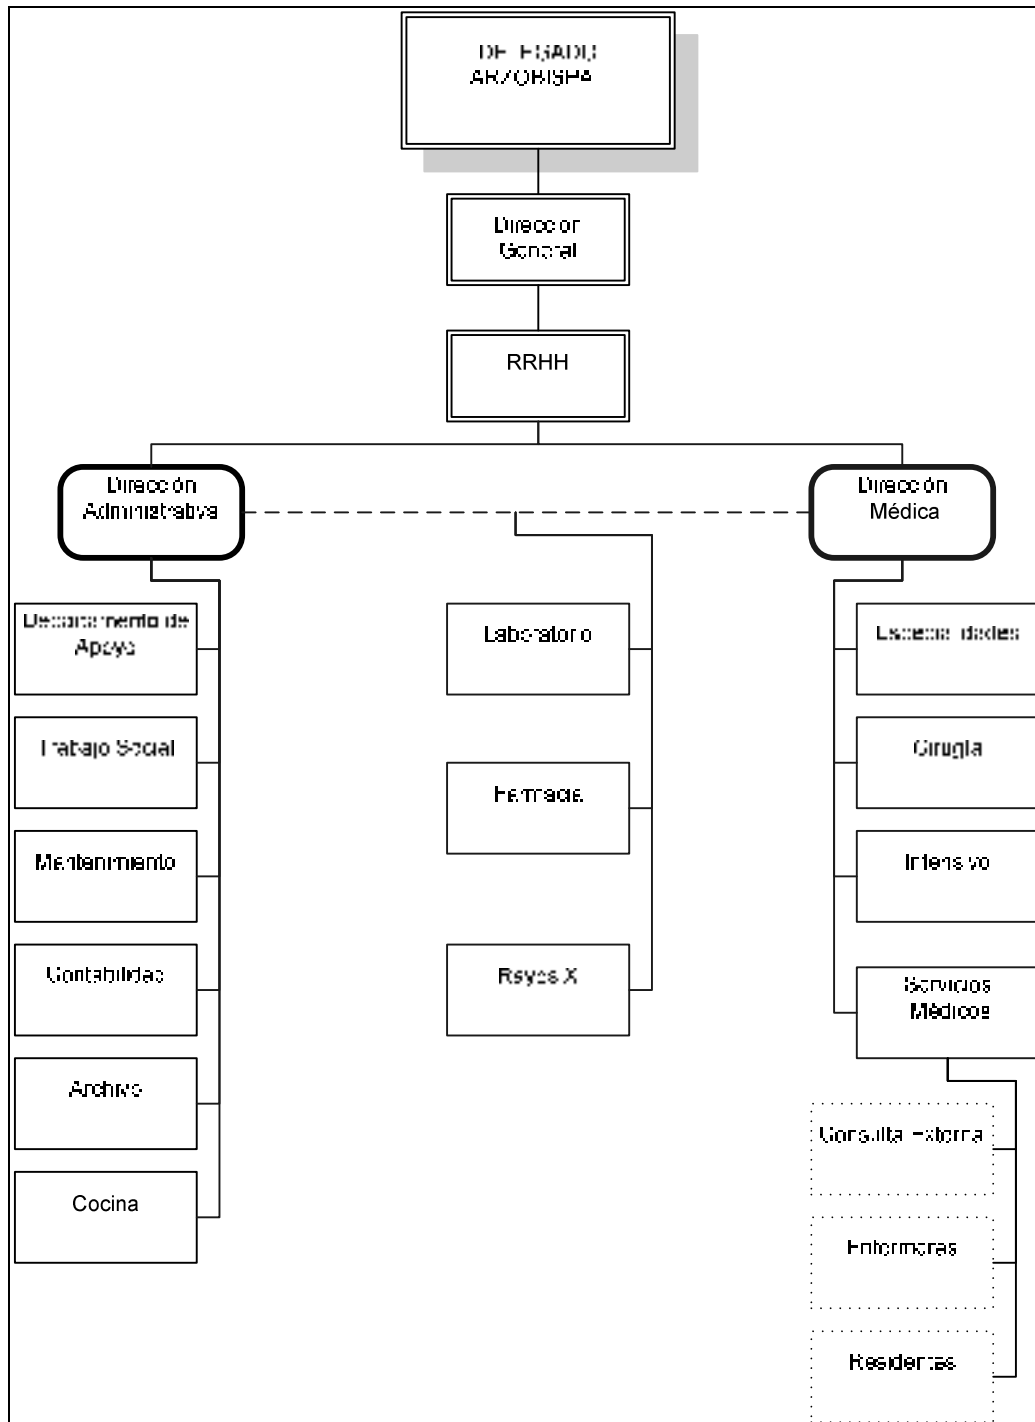 DELEGADO
ARZOBISPAL
Dirección
General
RRHH
Dirección
Administrativa
Dirección
Médica
Departamento de
Apoyo
Laboratorio
Especialidades
Trabajo Social
Farmacia
Cirugía
Mantenimiento
Intensivo
Contabilidad
Rayos X
Servicios
Médicos
Archivo
Consulta Externa
Cocina
Enfermeras
Residentes